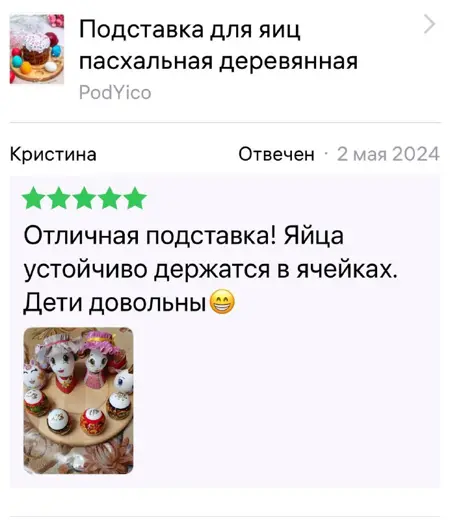 Подставка для яиц
пасхальная деревянная
PodYico
Кристина
Отвечен · 2 мая 2024
Отличная подставка! Яйца
устойчиво держатся в ячейках.
Дети довольны😁